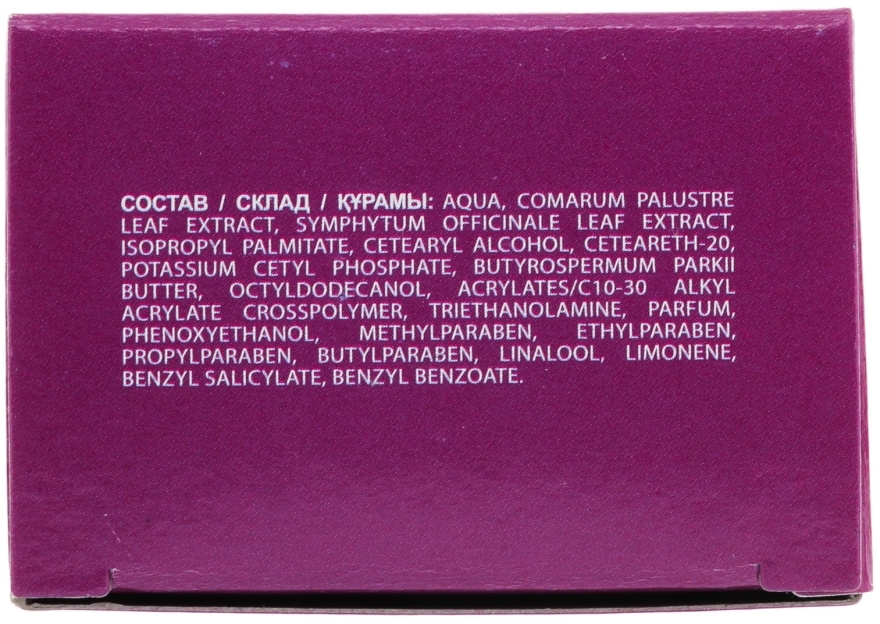 СОСТАВ / СКЛАД / ҚҰРАМЫ: AQUA, COMARUM PALUSTRE
LEAF EXTRACT, SYMPHYTUM OFFICINALE LEAF EXTRACT,
ISOPROPYL PALMITATE, CETEARYL ALCOHOL, CETEARETH-20,
POTASSIUM CETYL PHOSPHATE, BUTYROSPERMUM PARKII
BUTTER, OCTYLDODECANOL, ACRYLATES/C10-30 ALKYL
ACRYLATE CROSSPOLYMER, TRIETHANOLAMINE, PARFUM,
PHENOXYETHANOL, METHYLPARABEN, ETHYLPARABEN,
PROPYLPARABEN, BUTYLPARABEN, LINALOOL, LIMONENE,
BENZYL SALICYLATE, BENZYL BENZOATE.